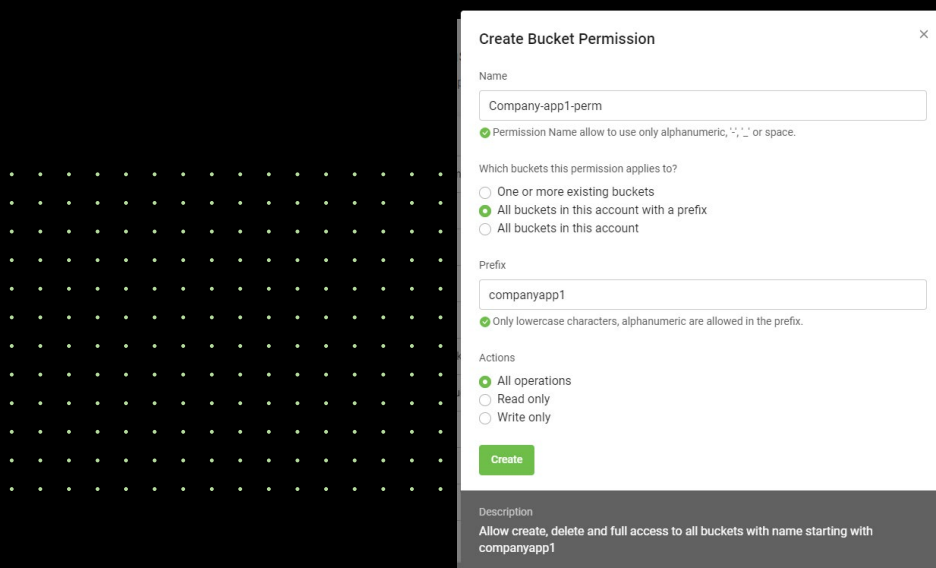 Create Bucket Permission
Name
Company-app1-perm
Permission Name allow to use only alphanumeric, '-', '_' or space.
Which buckets this permission applies to?
One or more existing buckets
All buckets in this account with a prefix
All buckets in this account
Prefix
companyapp1
Only lowercase characters, alphanumeric are allowed in the prefix.
Actions
All operations
Read only
Write only
Create
Description
Allow create, delete and full access to all buckets with name starting with
companyapp1